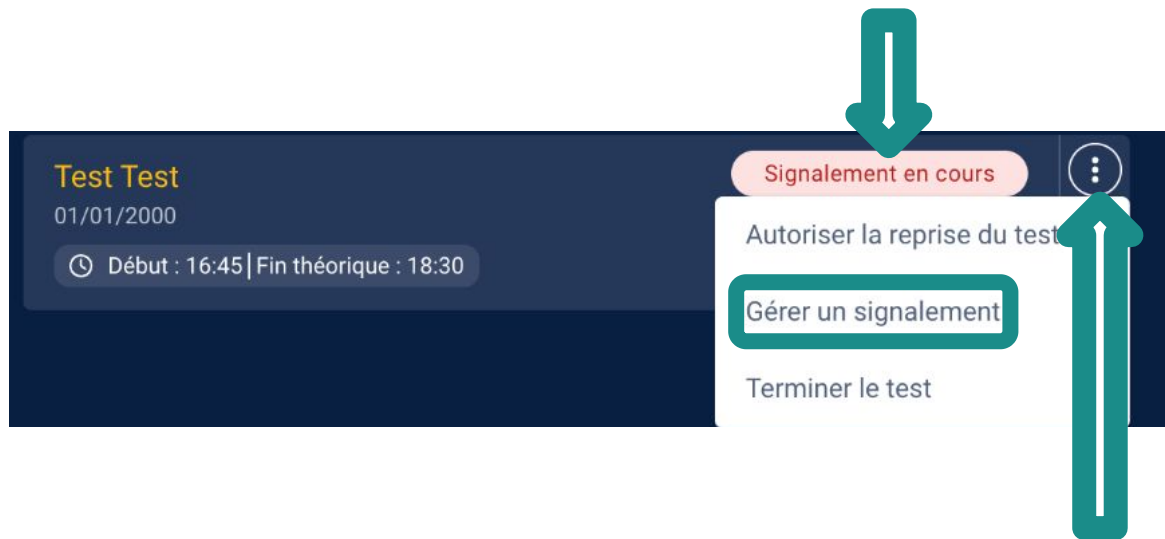 Test Test
Signalement en cours
01/01/2000
Début : 16:45 | Fin théorique : 18:30
Autoriser la reprise du test
Gérer un signalement
Terminer le test